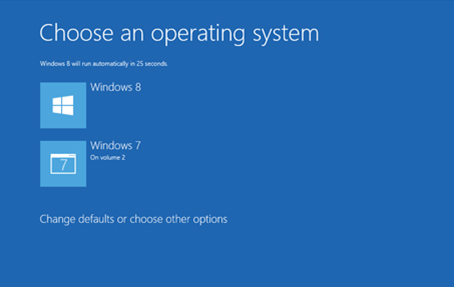 Choose an operating system
Windows 8 will run automatically in 25 seconds.
Windows 8
Windows 7
On volume 2
7
Change defaults or choose other options